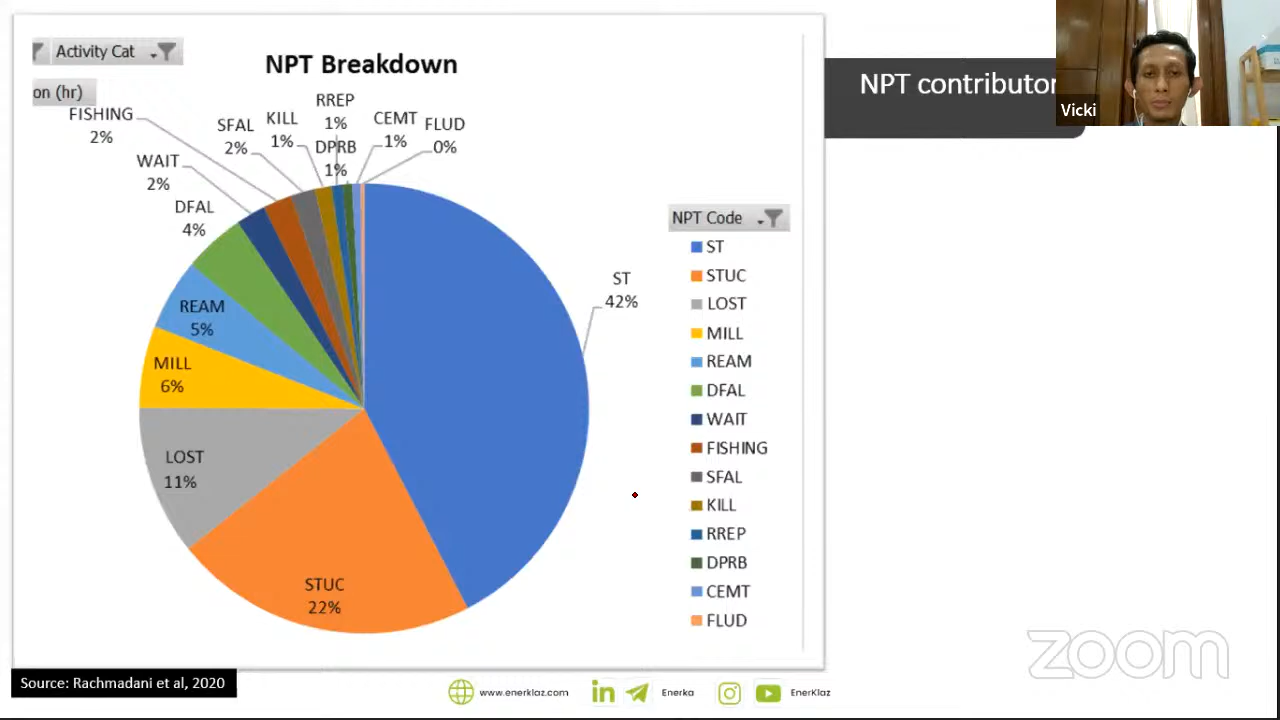 Activity Cat
on (hr)
NPT Breakdown
NPT contributor
Vicki
FISHING
2%
WAIT
2%
DFAL
4%
SFAL
2%
KILL
1%
RREP
1%
DPRB
1%
CEMT
1%
FLUD
0%
REAM
5%
MILL
6%
LOST
11%
STUC
22%
ST
42%
NPT Code
ST
STUC
LOST
MILL
REAM
DFAL
WAIT
FISHING
SFAL
KILL
RREP
DPRB
CEMT
FLUD
zoom
Source: Rachmadani et al, 2020
www.enerklaz.com
Enerka
EnerKlaz